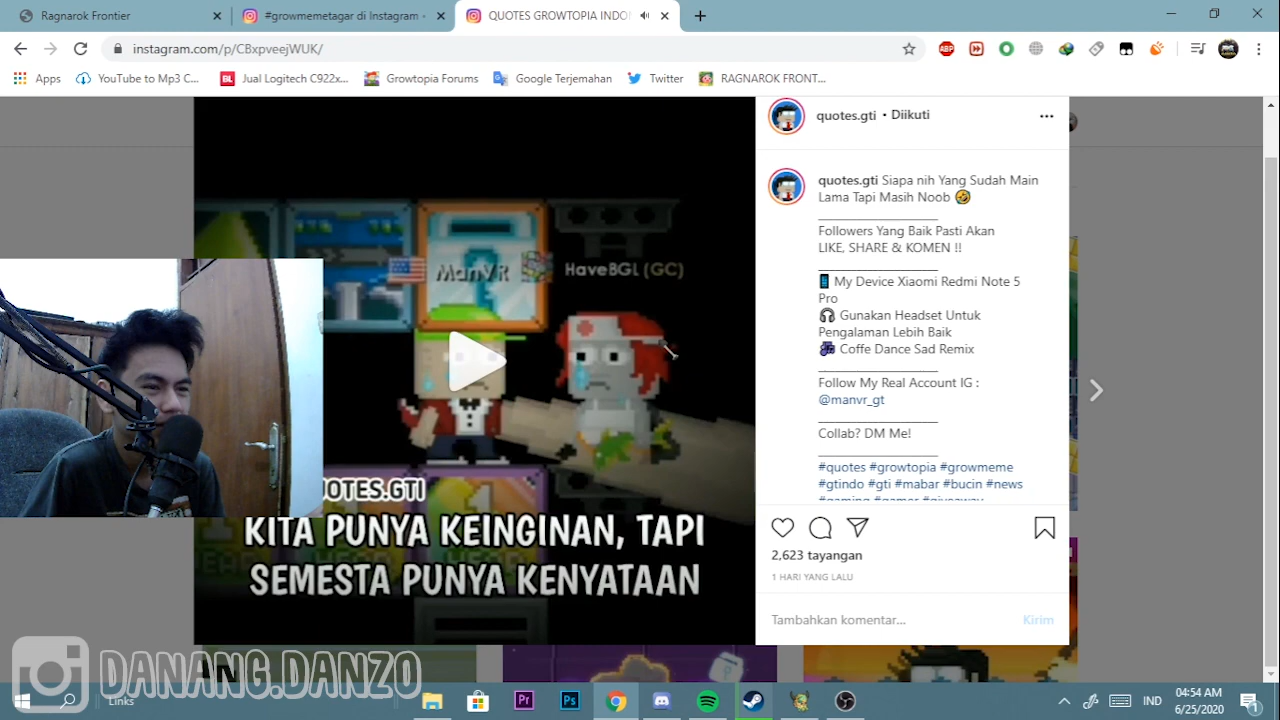 Ragnarok Frontier
#growmemetagar di Instagram -
QUOTES GROWTOPIA INDO
instagram.com/p/CBxpveejWUK/
Apps
YouTube to Mp3 C...
Jual Logitech C922x...
Growtopia Forums
Google Terjemahan
Twitter
RAGNAROK FRONT...
quotes.gti • Diikuti
quotes.gti Siapa nih Yang Sudah Main
Lama Tapi Masih Noob 🤣
Followers Yang Baik Pasti Akan
LIKE, SHARE & KOMEN !!
My Device Xiaomi Redmi Note 5
Pro
Gunakan Headset Untuk
Pengalaman Lebih Baik
Coffe Dance Sad Remix
Follow My Real Account IG :
@manvr_gt
Collab? DM Me!
#quotes #growtopia #growmeme
#gtindo #gti #mabar #bucin #news
#gaming #gamer #giveaway
2,623 tayangan
1 HARI YANG LALU
Tambahkan komentar...
Kirim
ManVR
HaveBGL (GC)
OTES.GTI
KITA PUNYA KEINGINAN, TAPI
SEMESTA PUNYA KENYATAAN
DANANG.DANZO
Links
IND
04:54 AM
6/25/2020